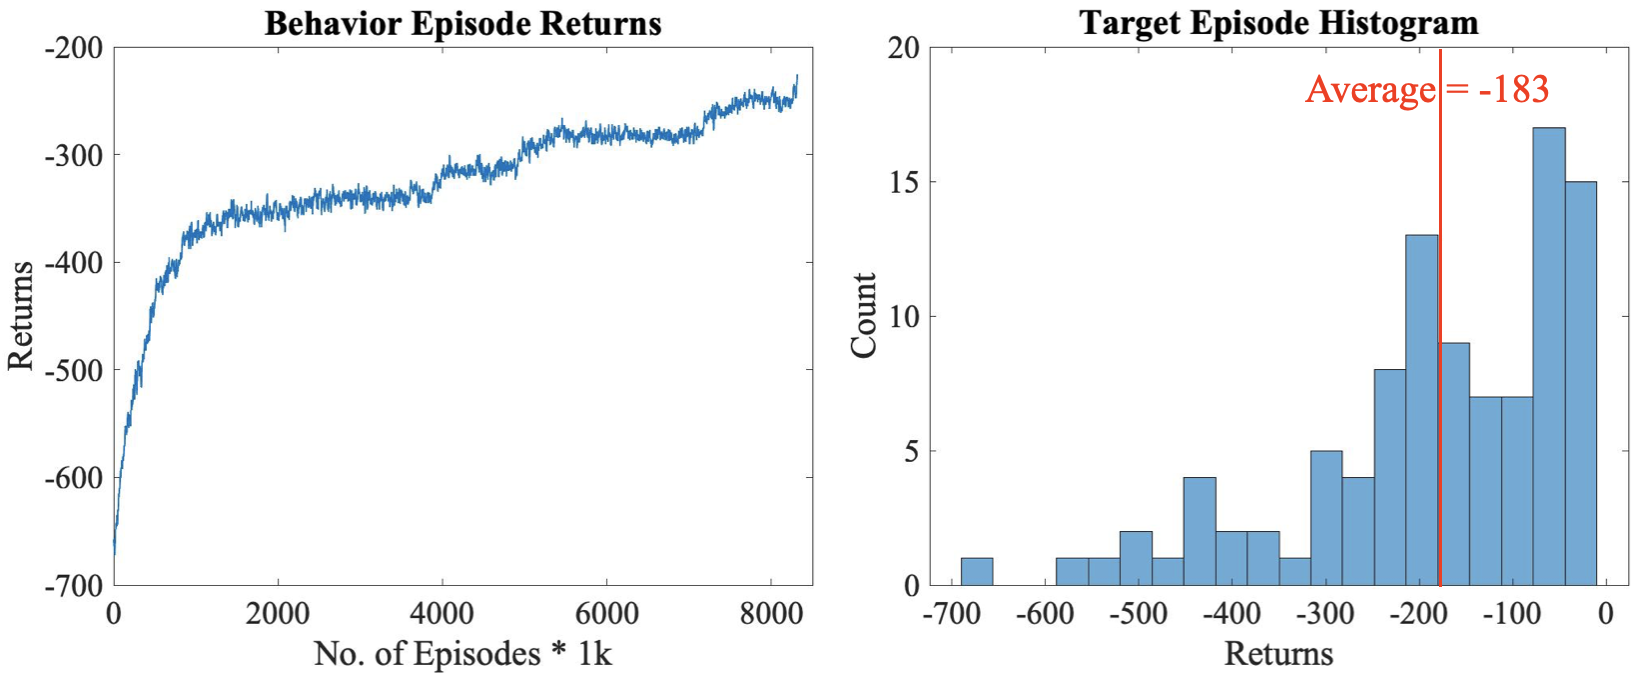 Behavior Episode Returns
-200
-300
-400
-500
-600
-700
Returns
0 2000 4000 6000 8000
No. of Episodes * 1k
Target Episode Histogram
Average = -183
20
15
10
5
0
Count
-700 -600 -500 -400 -300 -200 -100 0
Returns